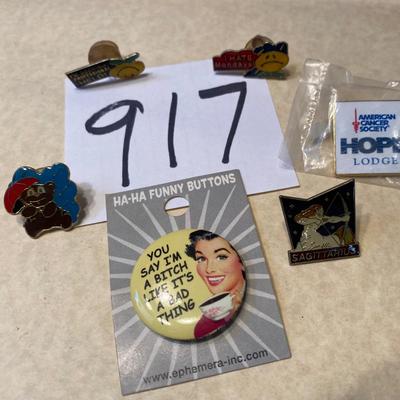 I HATE
Mondays
917
AMERICAN
CANCER
SOCIETY
HOPE
LODGE
HA-HA FUNNY BUTTONS
YOU
SAY I'M
A BITCH
LIKE IT'S
A BAD
THING
SAGITTARIUS
www.ephemera-inc.com